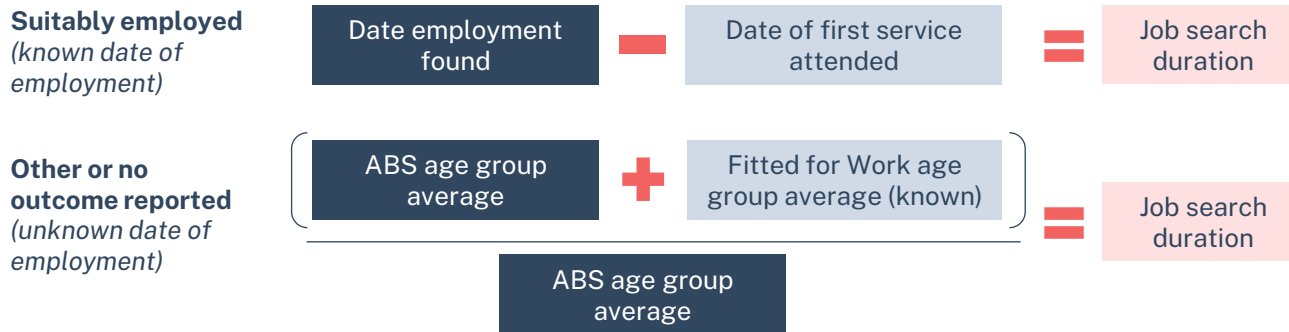 Suitably employed
(known date of
employment)
Date employment
found
Date of first service
attended
Job search
duration
Other or no
outcome reported
(unknown date of
employment)
ABS age group
average
Fitted for Work age
group average (known)
Job search
duration
ABS age group
average